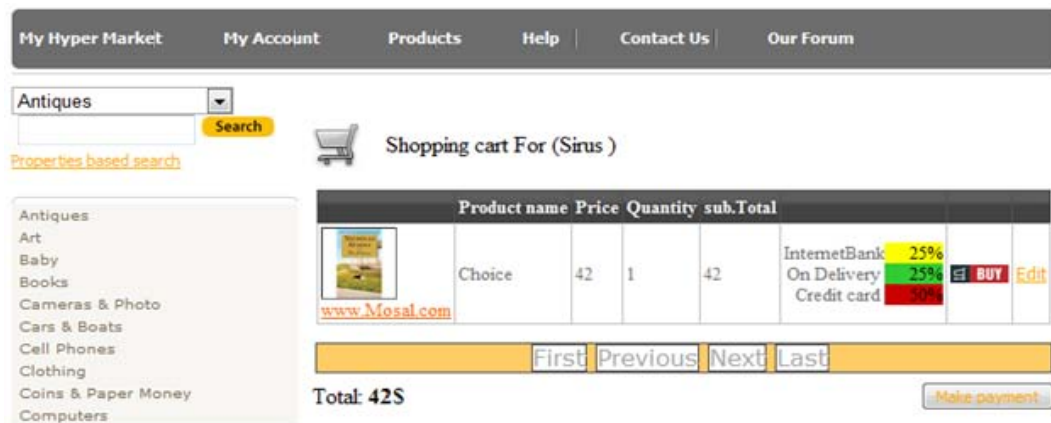 My Hyper Market My Account Products Help Contact Us Our Forum
Antiques
Search
Properties based search
Shopping cart For (Sirus )
Antiques
Art
Baby
Books
Cameras & Photo
Cars & Boats
Cell Phones
Clothing
Coins & Paper Money
Computers
Product name Price Quantity sub.Total
www.Mosal.com
Choice 42 1 42
InternetBank 25%
On Delivery 25%
Credit card 50%
BUY Edit
First Previous Next Last
Total: 42$
Make payment